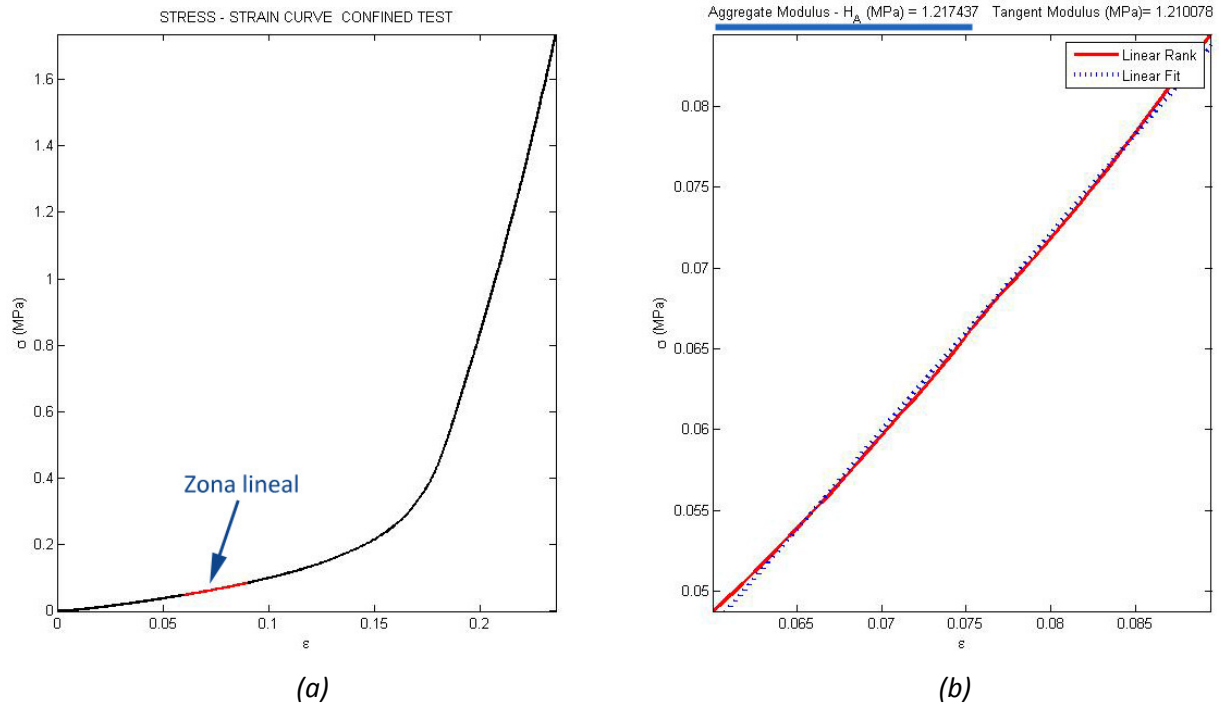 STRESS - STRAIN CURVE CONFINED TEST
1.6
1.4
1.2
1
0.8
0.6
0.4
0.2
0
σ (MPa)
Zona lineal
0
0.05
0.1
0.15
0.2
ε
(a)
Aggregate Modulus - H_A (MPa) = 1.217437 Tangent Modulus (MPa)= 1.210078
Linear Rank
Linear Fit
0.08
0.075
0.07
0.065
0.06
0.055
0.05
σ (MPa)
0.065
0.07
0.075
0.08
0.085
ε
(b)